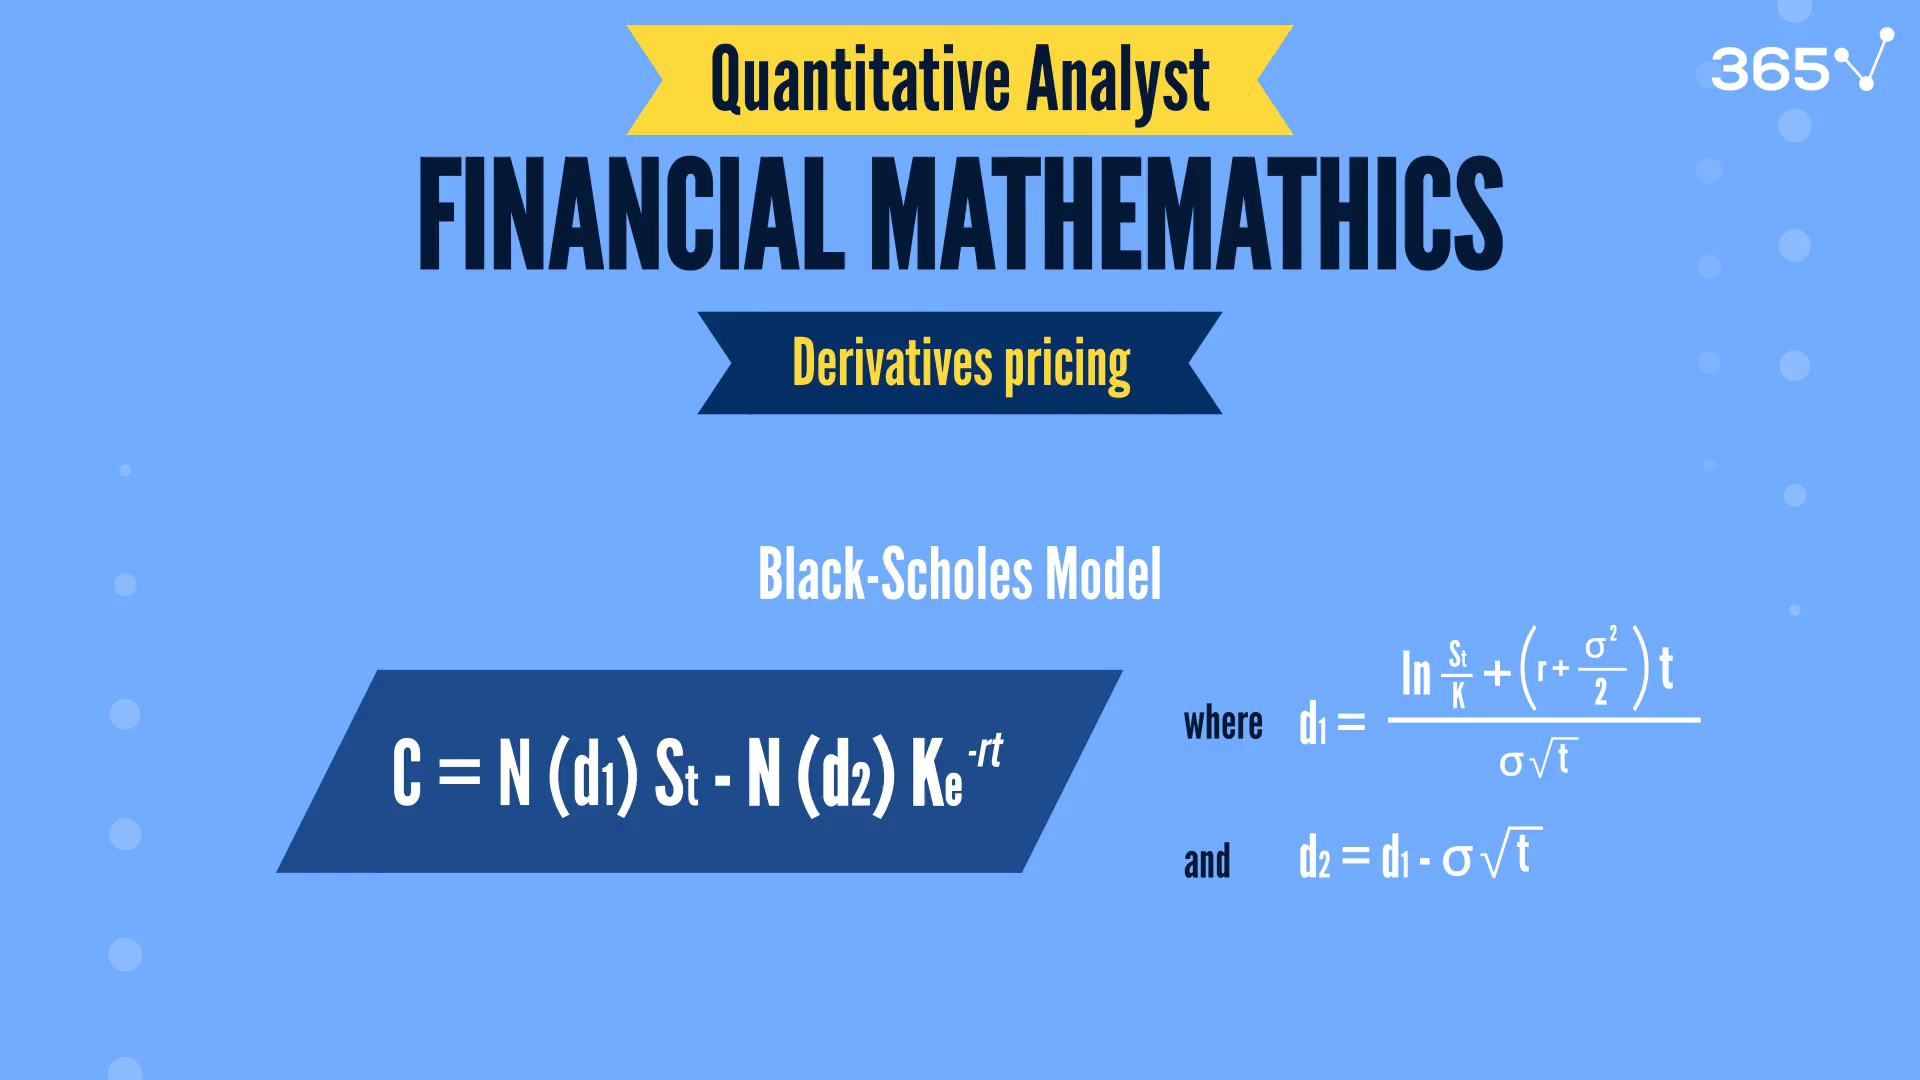 365
Quantitative Analyst
FINANCIAL MATHEMATHICS
Derivatives pricing
Black-Scholes Model
C = N (d₁) Sₜ - N (d₂) Ke^-rt
where d₁ = (ln Sₜ/K + (r + σ²/2) t) / (σ√t)
and d₂ = d₁ - σ√t